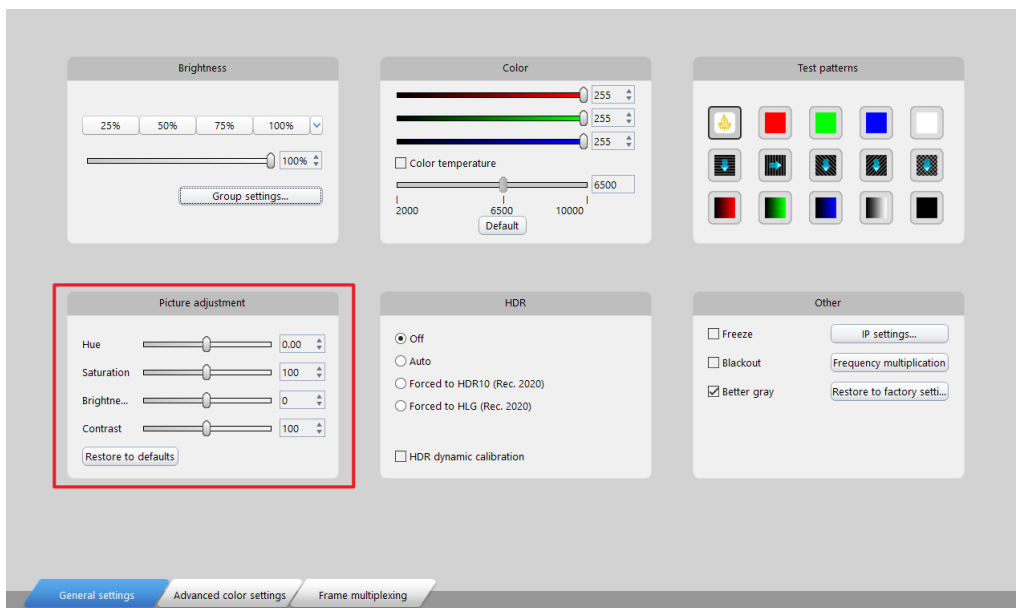 Brightness
25% 50% 75% 100%
100%
Group settings...
Color
255
255
255
Color temperature
6500
2000 6500 10000
Default
Test patterns
Picture adjustment
Hue 0.00
Saturation 100
Brightne... 0
Contrast 100
Restore to defaults
HDR
Off
Auto
Forced to HDR10 (Rec. 2020)
Forced to HLG (Rec. 2020)
HDR dynamic calibration
Other
Freeze IP settings...
Blackout Frequency multiplication
Better gray Restore to factory setti...
General settings Advanced color settings Frame multiplexing